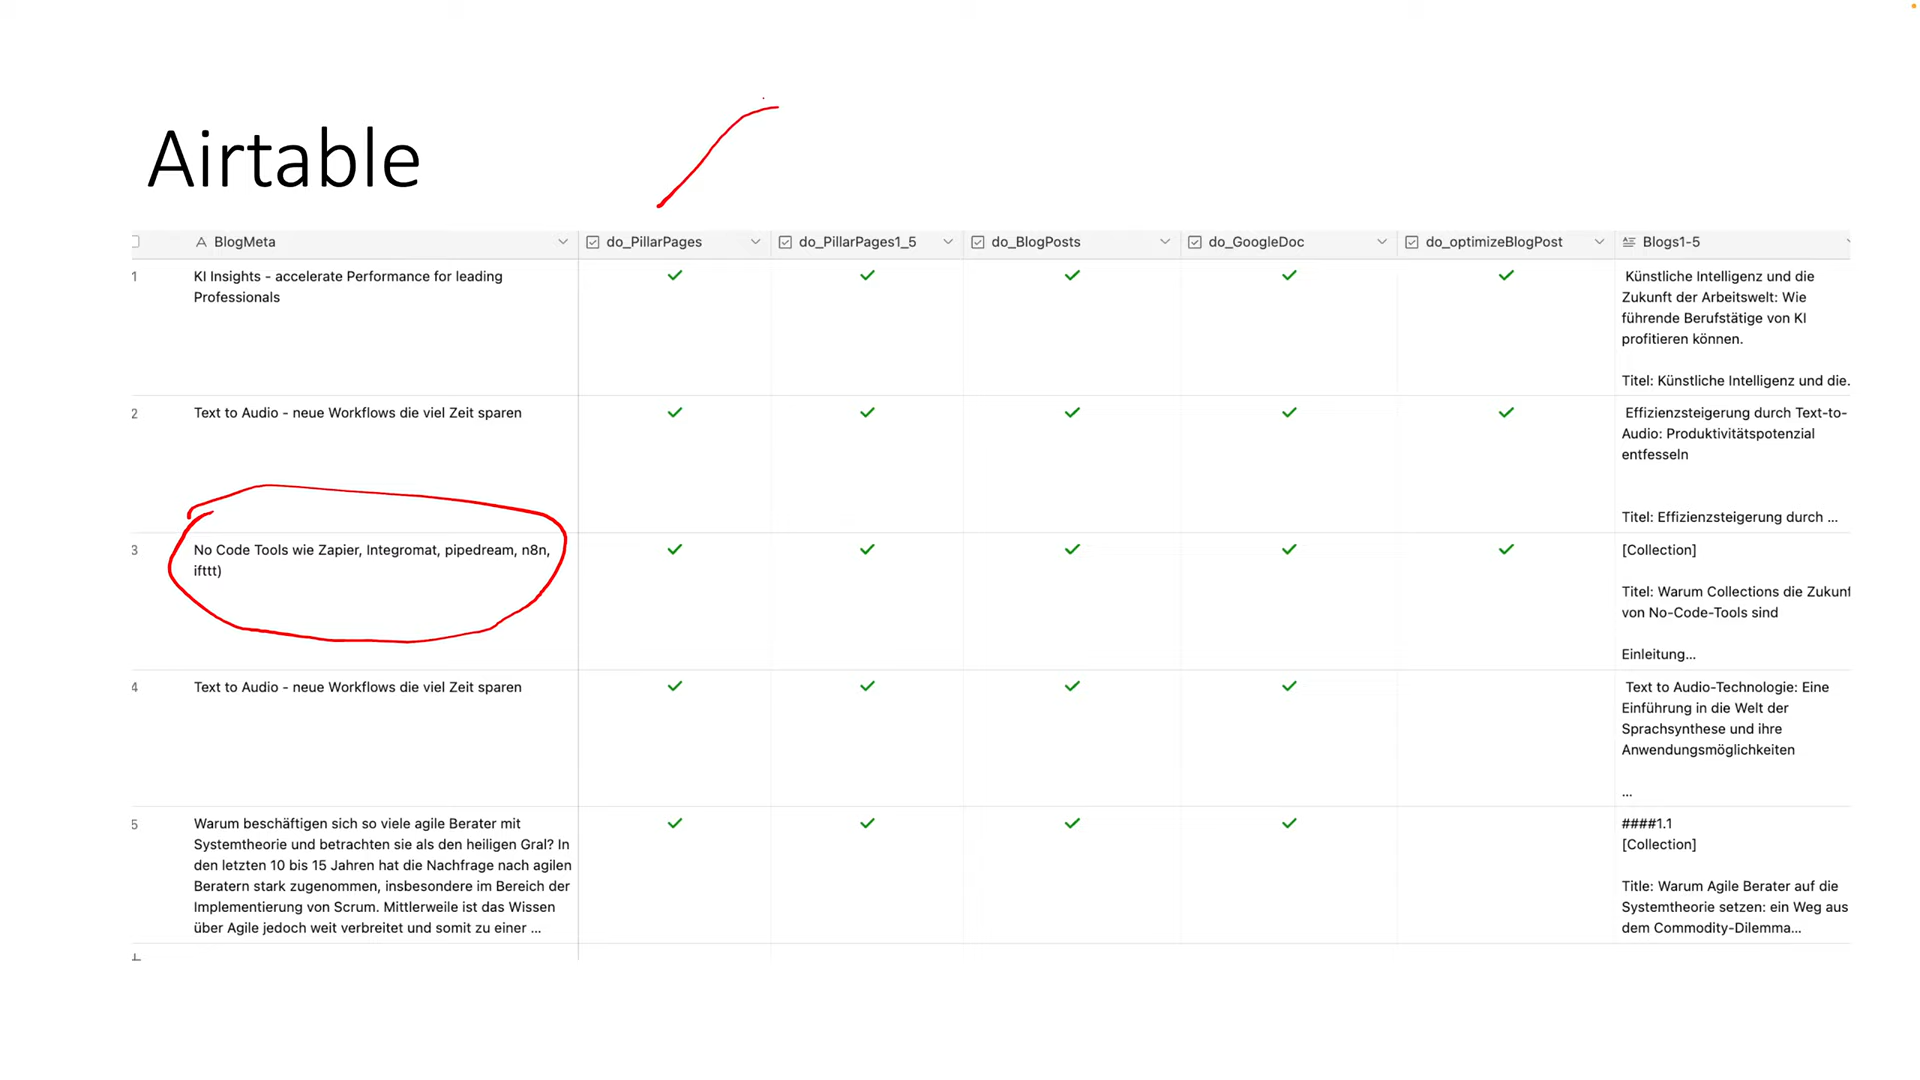 Airtable
BlogMeta do_PillarPages do_PillarPages1_5 do_BlogPosts do_GoogleDoc do_optimizeBlogPost Blogs1-5
1
KI Insights - accelerate Performance for leading
Professionals
Künstliche Intelligenz und die
Zukunft der Arbeitswelt: Wie
führende Berufstätige von KI
profitieren können.
Titel: Künstliche Intelligenz und die.
2
Text to Audio - neue Workflows die viel Zeit sparen
Effizienzsteigerung durch Text-to-
Audio: Produktivitätspotenzial
entfesseln
Titel: Effizienzsteigerung durch ...
3
No Code Tools wie Zapier, Integromat, pipedream, n8n,
ifttt)
[Collection]
Titel: Warum Collections die Zukunf
von No-Code-Tools sind
Einleitung...
4
Text to Audio - neue Workflows die viel Zeit sparen
Text to Audio-Technologie: Eine
Einführung in die Welt der
Sprachsynthese und ihre
Anwendungsmöglichkeiten
...
5
Warum beschäftigen sich so viele agile Berater mit
Systemtheorie und betrachten sie als den heiligen Gral? In
den letzten 10 bis 15 Jahren hat die Nachfrage nach agilen
Beratern stark zugenommen, insbesondere im Bereich der
Implementierung von Scrum. Mittlerweile ist das Wissen
über Agile jedoch weit verbreitet und somit zu einer ...
####1.1
[Collection]
Title: Warum Agile Berater auf die
Systemtheorie setzen: ein Weg aus
dem Commodity-Dilemma...